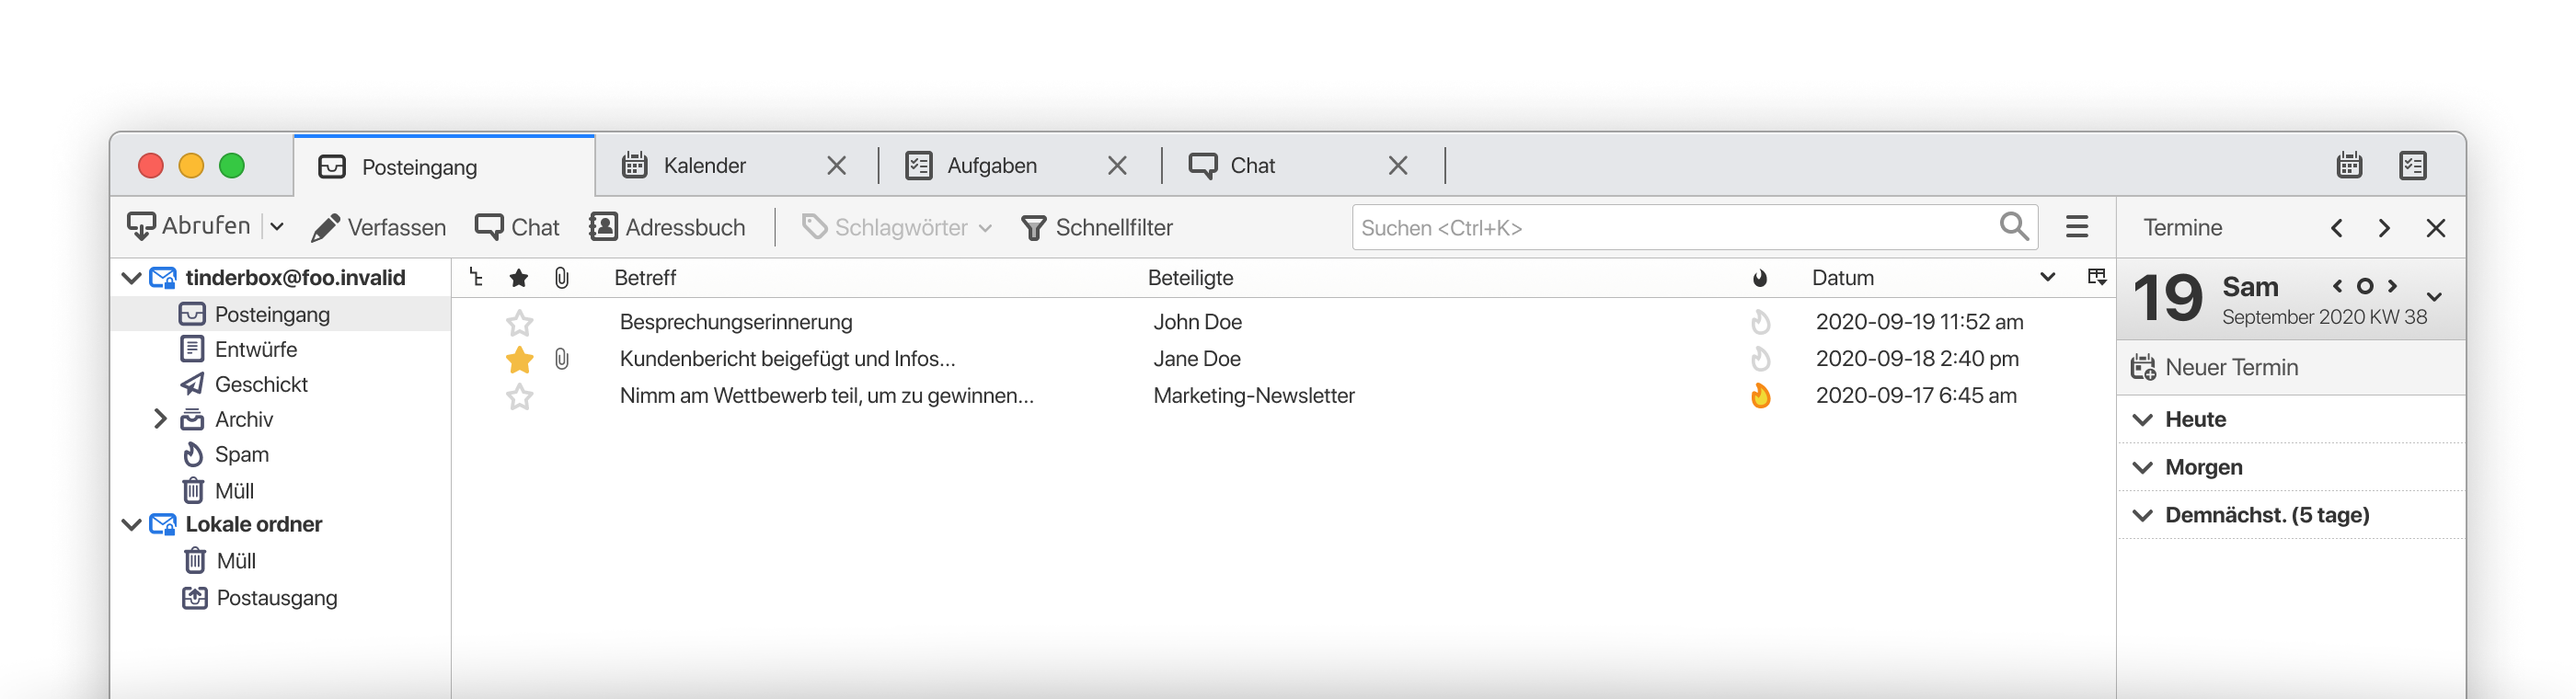 Posteingang Kalender Aufgaben Chat
Abrufen Verfassen Chat Adressbuch Schlagwörter Schnellfilter Suchen <Ctrl+K>
tinderbox@foo.invalid
Posteingang
Entwürfe
Geschickt
Archiv
Spam
Müll
Lokale ordner
Müll
Postausgang
Betreff Beteiligte Datum
Besprechungserinnerung John Doe 2020-09-19 11:52 am
Kundenbericht beigefügt und Infos... Jane Doe 2020-09-18 2:40 pm
Nimm am Wettbewerb teil, um zu gewinnen... Marketing-Newsletter 2020-09-17 6:45 am
Termine
19 Sam
September 2020 KW 38
Neuer Termin
Heute
Morgen
Demnächst. (5 tage)